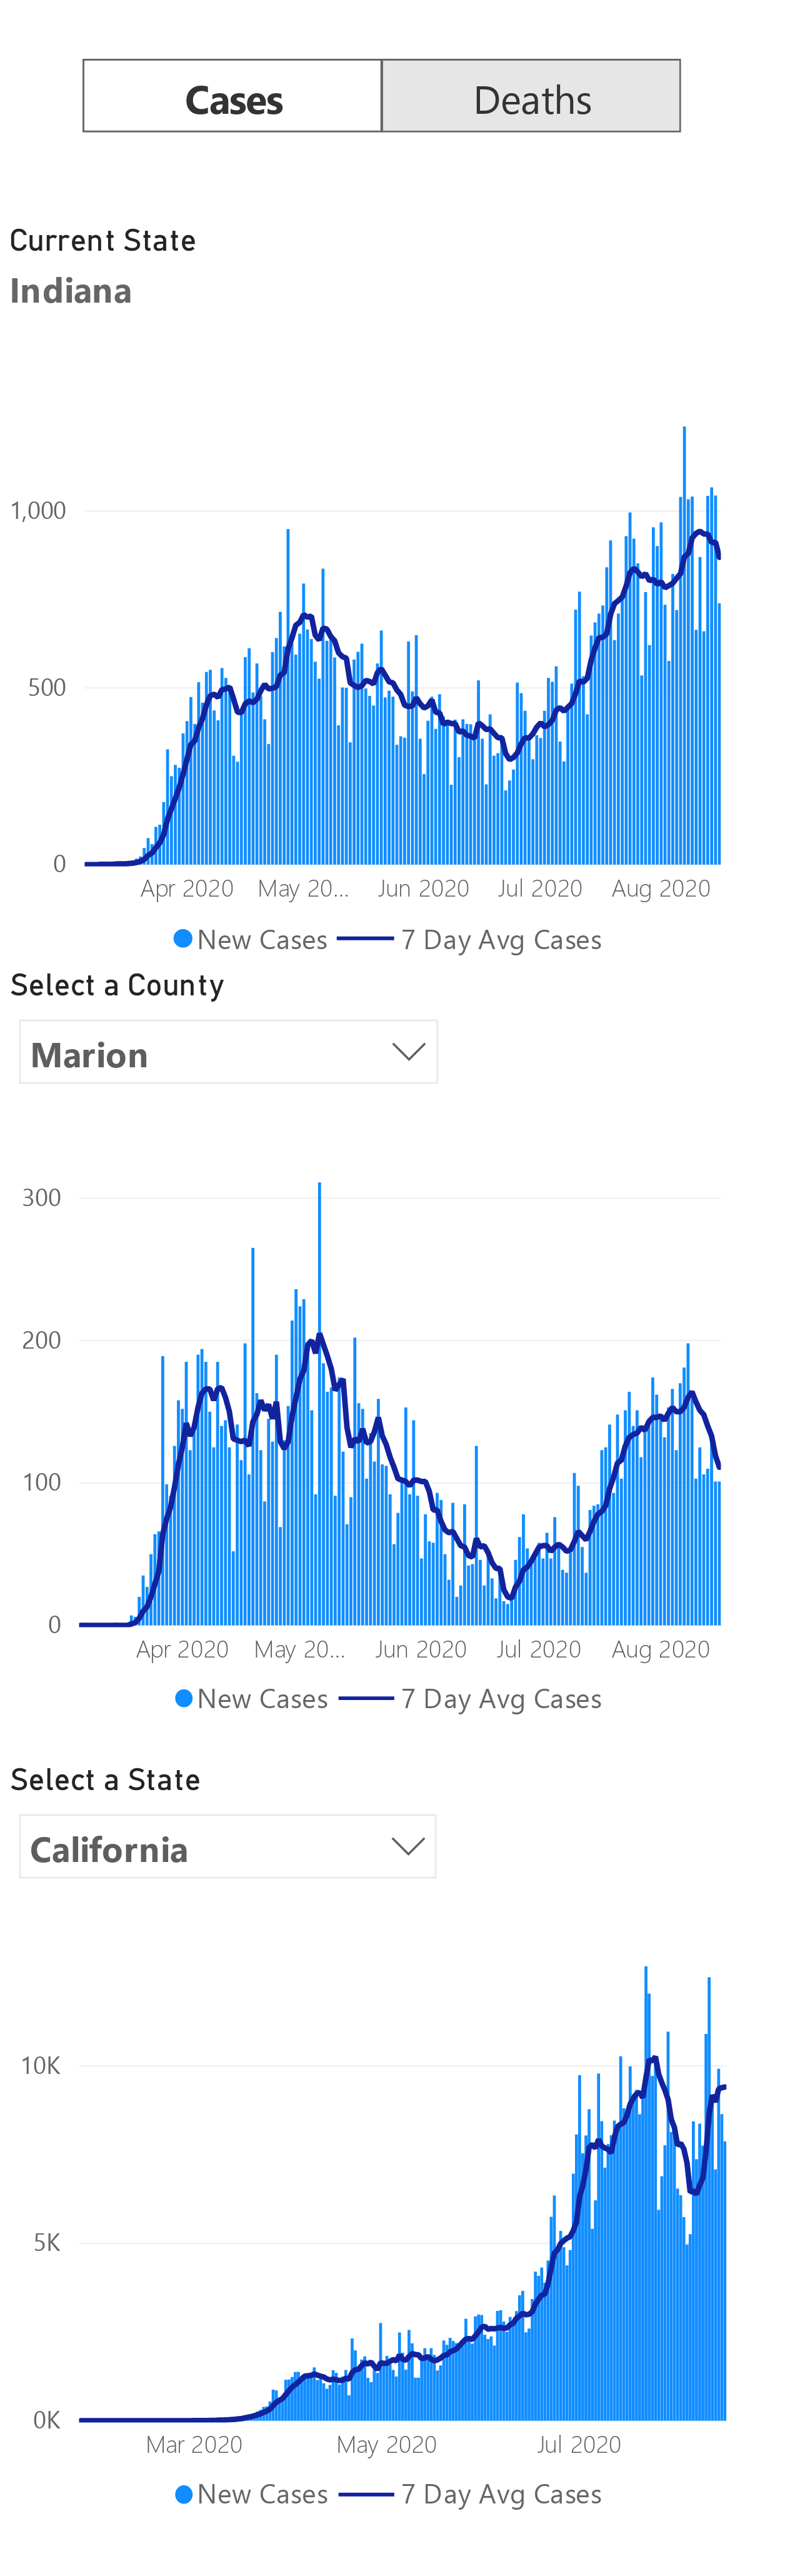 Cases Deaths
Current State
Indiana
1,000
500
0
Apr 2020 May 20... Jun 2020 Jul 2020 Aug 2020
New Cases 7 Day Avg Cases
Select a County
Marion
300
200
100
0
Apr 2020 May 20... Jun 2020 Jul 2020 Aug 2020
New Cases 7 Day Avg Cases
Select a State
California
10K
5K
0K
Mar 2020 May 2020 Jul 2020
New Cases 7 Day Avg Cases